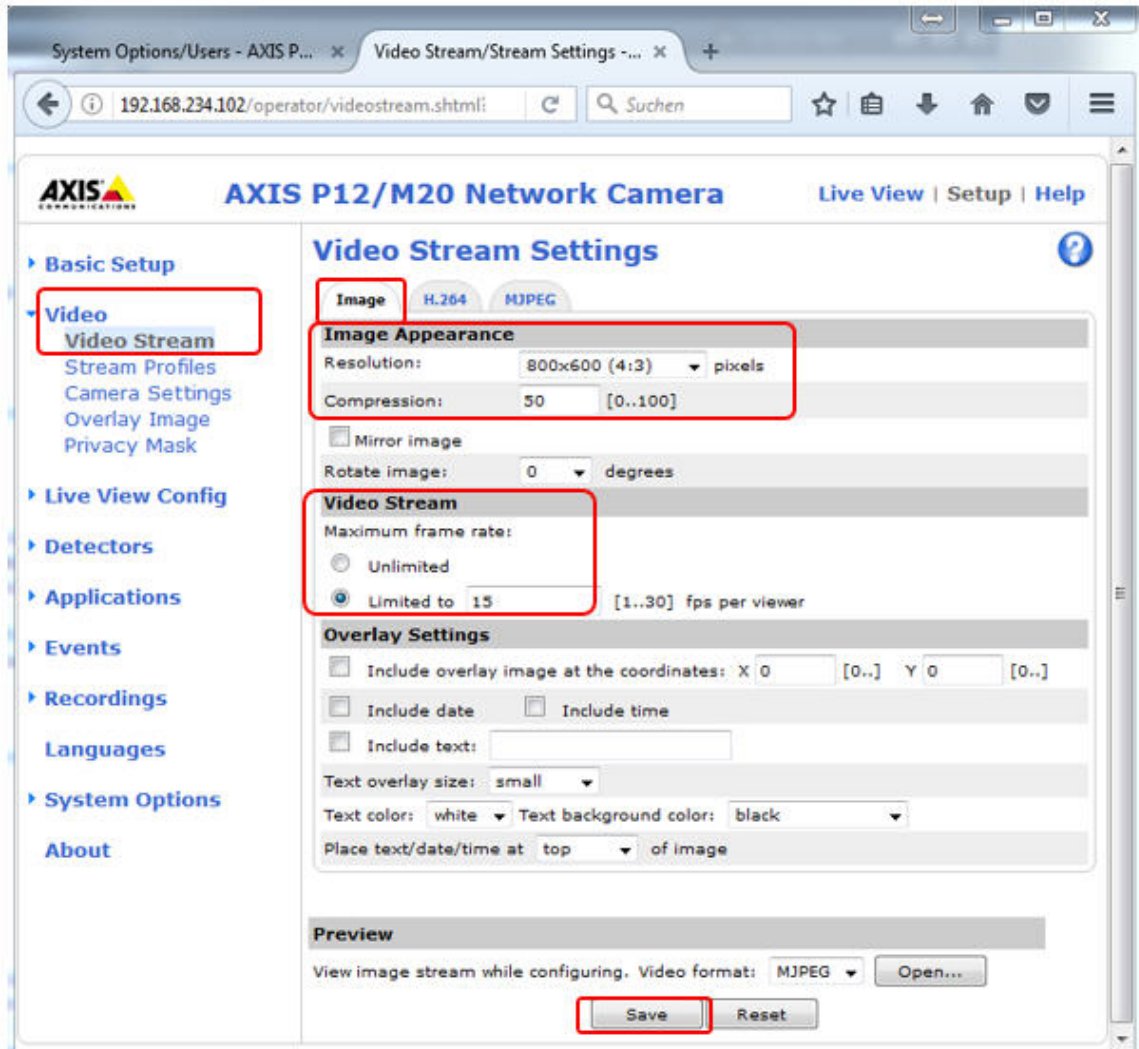 System Options/Users - AXIS P... × Video Stream/Stream Settings -... × +
192.168.234.102/operator/videostream.shtml? Suchen
AXIS
COMMUNICATIONS
AXIS P12/M20 Network Camera
Live View | Setup | Help
Basic Setup
Video
Video Stream
Stream Profiles
Camera Settings
Overlay Image
Privacy Mask
Live View Config
Detectors
Applications
Events
Recordings
Languages
System Options
About
Video Stream Settings
Image H.264 MJPEG
Image Appearance
Resolution: 800x600 (4:3) pixels
Compression: 50 [0..100]
Mirror image
Rotate image: 0 degrees
Video Stream
Maximum frame rate:
Unlimited
Limited to 15 [1..30] fps per viewer
Overlay Settings
Include overlay image at the coordinates: X 0 [0..] Y 0 [0..]
Include date Include time
Include text:
Text overlay size: small
Text color: white Text background color: black
Place text/date/time at top of image
Preview
View image stream while configuring. Video format: MJPEG Open...
Save Reset